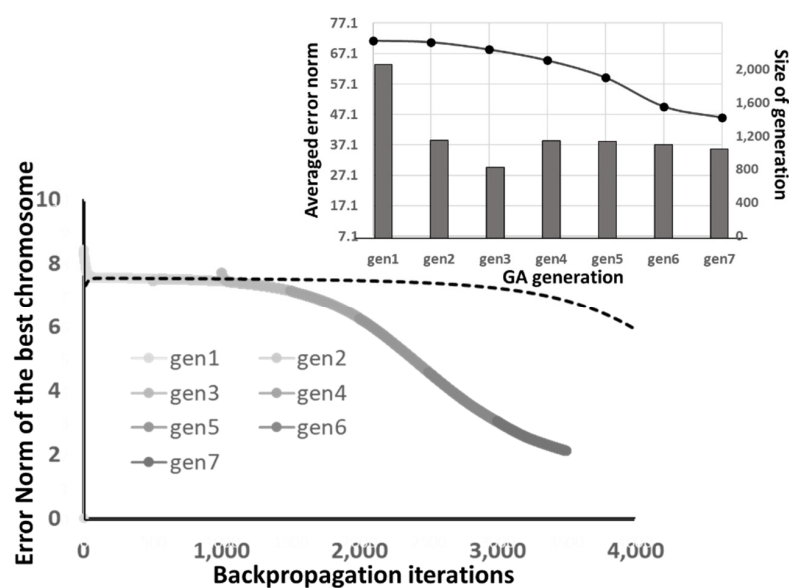 77.1
67.1
57.1
47.1
37.1
27.1
17.1
7.1
Averaged error norm
2,000
1,600
1,200
800
400
0
Size of generation
gen1 gen2 gen3 gen4 gen5 gen6 gen7
GA generation
Error Norm of the best chromosome
10
8
6
4
2
0
gen1 gen2
gen3 gen4
gen5 gen6
gen7
0 1,000 2,000 3,000 4,000
Backpropagation iterations